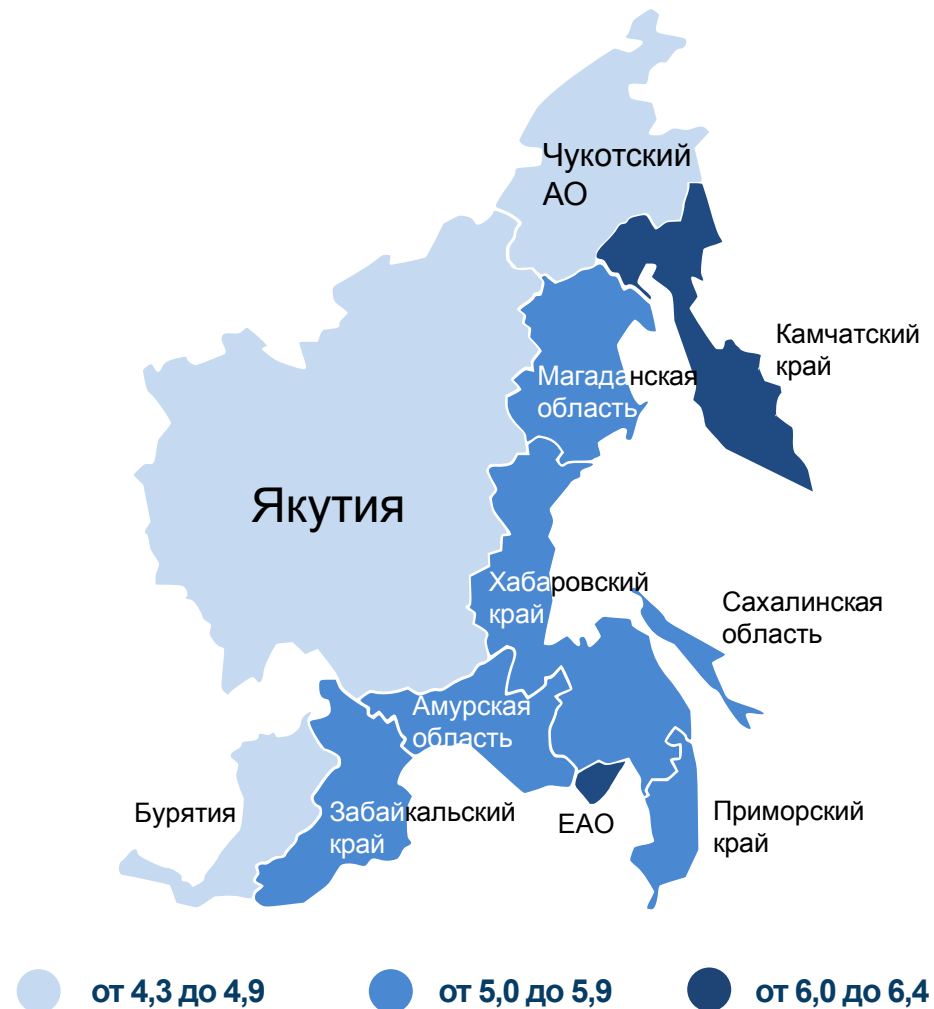 Чукотский
АО
Камчатский
край
Магаданская
область
Якутия
Хабаровский
край
Сахалинская
область
Амурская
область
Бурятия
Забайкальский
край
ЕАО
Приморский
край
от 4,3 до 4,9
от 5,0 до 5,9
от 6,0 до 6,4